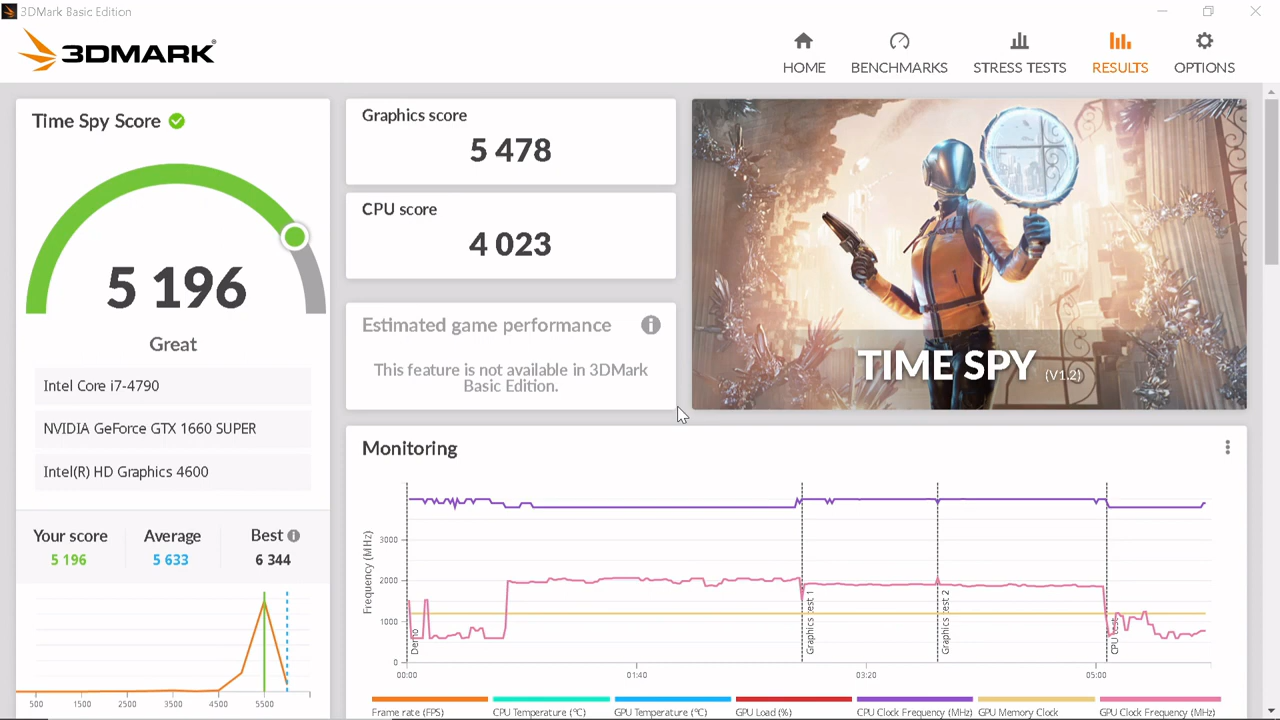 3DMark Basic Edition
3DMARK
HOME
BENCHMARKS
STRESS TESTS
RESULTS
OPTIONS
Time Spy Score
5 196
Great
Intel Core i7-4790
NVIDIA GeForce GTX 1660 SUPER
Intel(R) HD Graphics 4600
Your score
5 196
Average
5 633
Best
6 344
500 1500 2500 3500 4500 5500
Graphics score
5 478
CPU score
4 023
Estimated game performance
This feature is not available in 3DMark
Basic Edition.
TIME SPY (V1.2)
Monitoring
Frequency (MHz)
3000
2000
1000
0
Demo
Graphics test 1
Graphics test 2
CPU test
00:00 01:40 03:20 05:00
Frame rate (FPS)
CPU Temperature (°C)
GPU Temperature (°C)
GPU Load (%)
CPU Clock Frequency (MHz)
GPU Memory Clock
GPU Clock Frequency (MHz)